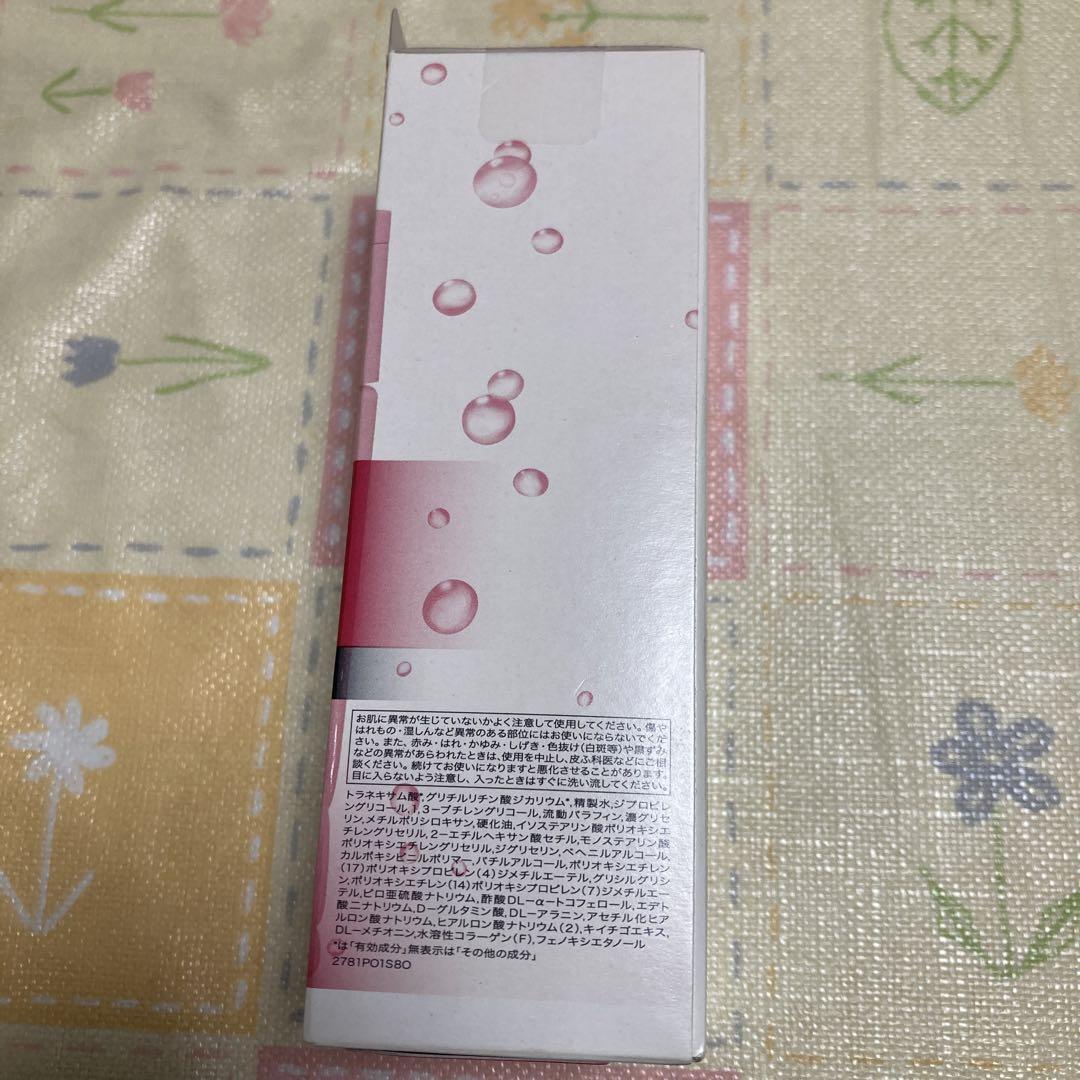 お肌に異常が生じていないかよく注意して使用してください。傷や
はれもの・湿しんなど異常のある部位にはお使いにならないでくだ
さい。また、赤み・はれ・かゆみ・しげき・色抜け(白斑等)や黒ずみ
などの異常があらわれたときは、使用を中止し、皮ふ科医などにご相
談ください。続けてお使いになりますと悪化させることがあります。
目に入らないよう注意し、入ったときはすぐに洗い流してください。
トラネキサム酸*,グリチルリチン酸ジカリウム*,精製水,ジプロピレ
ングリコール,1,3-ブチレングリコール,流動パラフィン,濃グリセ
リン,メチルポリシロキサン,硬化油,イソステアリン酸ポリオキシエ
チレングリセリル,2-エチルヘキサン酸セチル,モノステアリン酸
ポリオキシエチレングリセリル,ジグリセリン,ベヘニルアルコール,
カルボキシビニルポリマー,バチルアルコール,ポリオキシエチレン
(17)ポリオキシプロピレン(4)ジメチルエーテル,グリシルグリシ
ン,ポリオキシエチレン(14)ポリオキシプロピレン(7)ジメチルエー
テル,ピロ亜硫酸ナトリウム,酢酸DL-α-トコフェロール,エデト
酸二ナトリウム,D-グルタミン酸,DL-アラニン,アセチル化ヒア
ルロン酸ナトリウム,ヒアルロン酸ナトリウム(2),キイチゴエキス,
DL-メチオニン,水溶性コラーゲン(F),フェノキシエタノール
*は「有効成分」無表示は「その他の成分」
2781P01S80